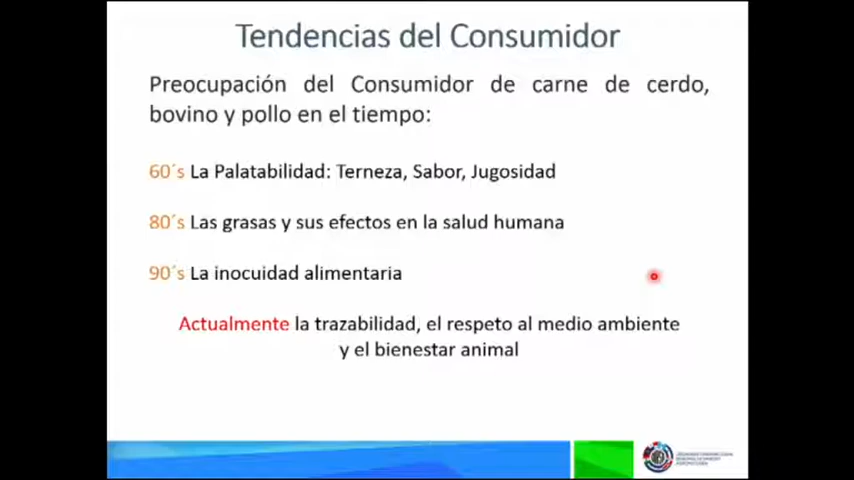 Tendencias del Consumidor
Preocupación del Consumidor de carne de cerdo,
bovino y pollo en el tiempo:
60´s La Palatabilidad: Terneza, Sabor, Jugosidad
80´s Las grasas y sus efectos en la salud humana
90´s La inocuidad alimentaria
Actualmente la trazabilidad, el respeto al medio ambiente
y el bienestar animal